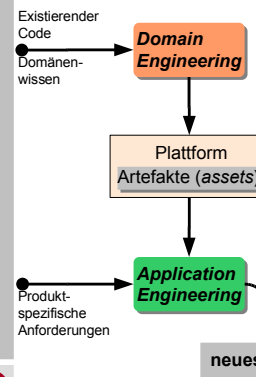 Existierender
Code
Domänen-
wissen
Domain
Engineering
Plattform
Artefakte (assets)
Application
Engineering
Produkt-
spezifische
Anforderungen
neues